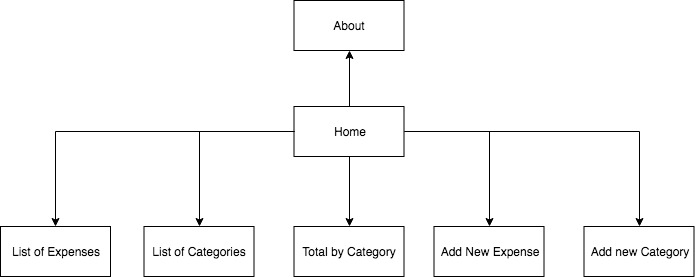 About
Home
List of Expenses
List of Categories
Total by Category
Add New Expense
Add new Category